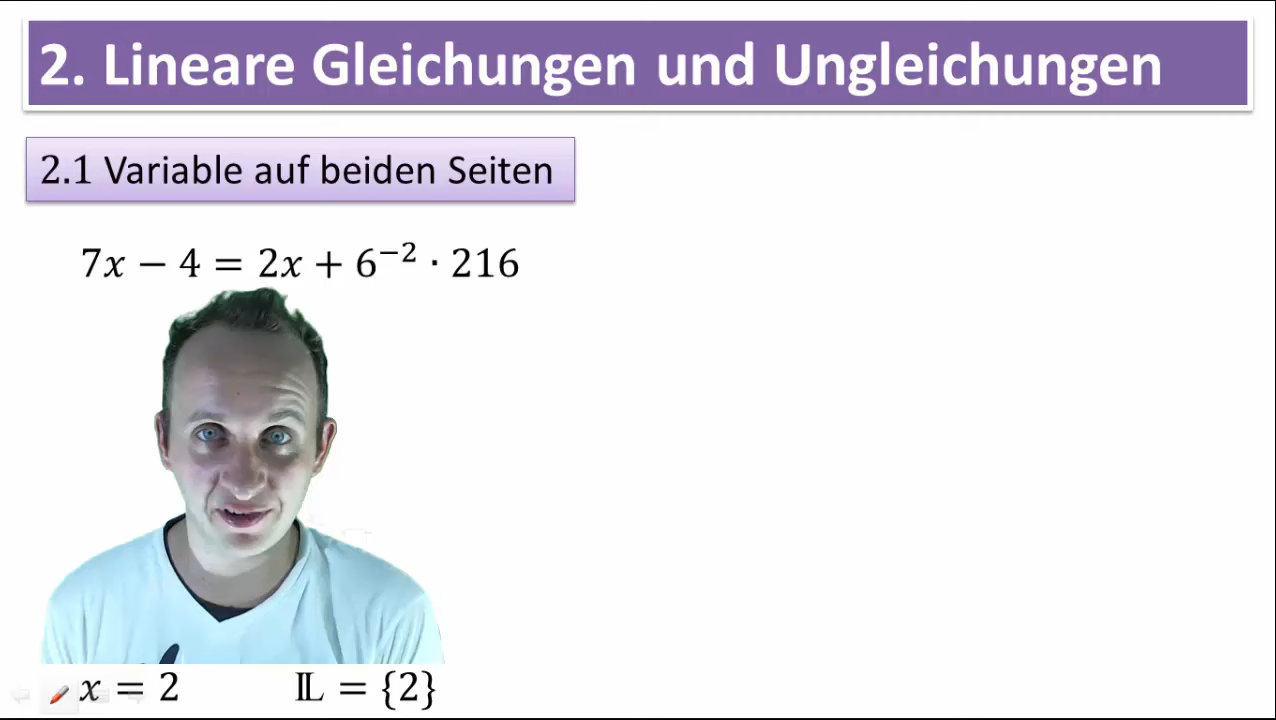 2. Lineare Gleichungen und Ungleichungen
2.1 Variable auf beiden Seiten
7x − 4 = 2x + 6⁻² · 216
x = 2 𝕃 = {2}